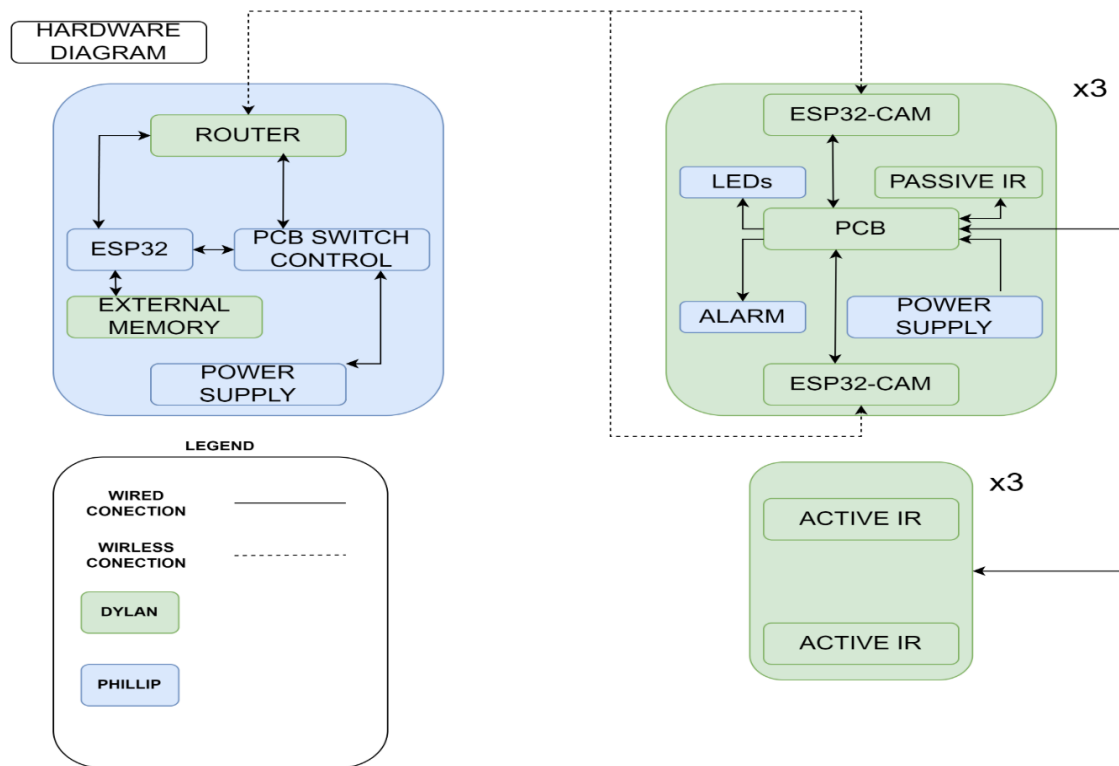 HARDWARE
DIAGRAM
ROUTER
ESP32
PCB SWITCH
CONTROL
EXTERNAL
MEMORY
POWER
SUPPLY
x3
ESP32-CAM
LEDs
PASSIVE IR
PCB
ALARM
POWER
SUPPLY
ESP32-CAM
LEGEND
WIRED
CONECTION
WIRLESS
CONECTION
DYLAN
PHILLIP
x3
ACTIVE IR
ACTIVE IR